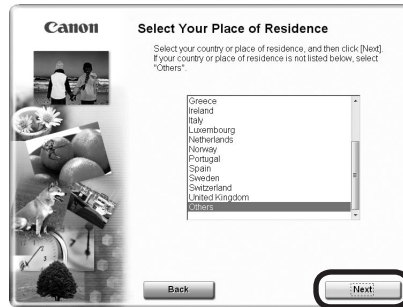 Canon
Select Your Place of Residence
Select your country or place of residence, and then click [Next].
If your country or place of residence is not listed below, select
"Others".
Greece
Ireland
Italy
Luxembourg
Netherlands
Norway
Portugal
Spain
Sweden
Switzerland
United Kingdom
Others
Back
Next